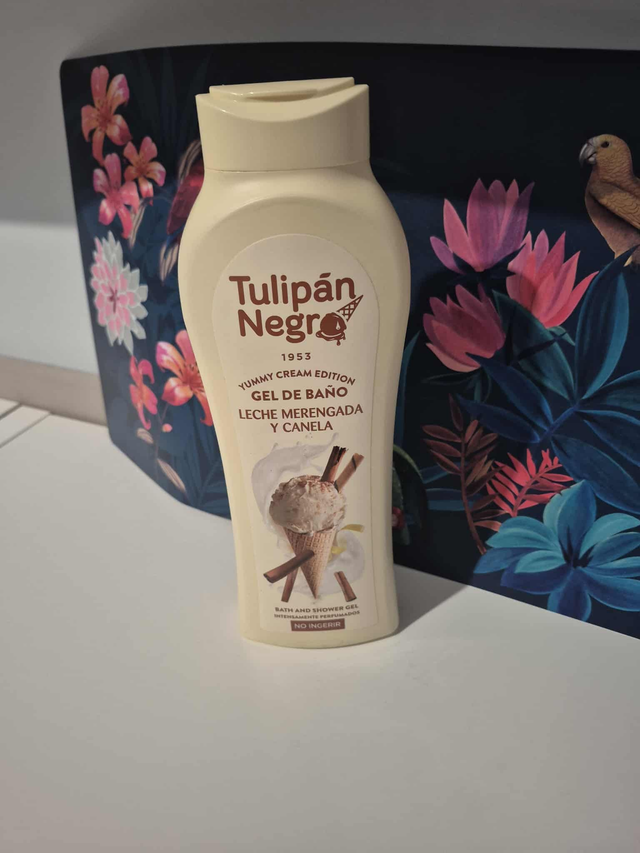 Tulipán
Negro
1953
YUMMY CREAM EDITION
GEL DE BAÑO
LECHE MERENGADA
Y CANELA
BATH AND SHOWER GEL
INTENSAMENTE PERFUMADOS
NO INGERIR